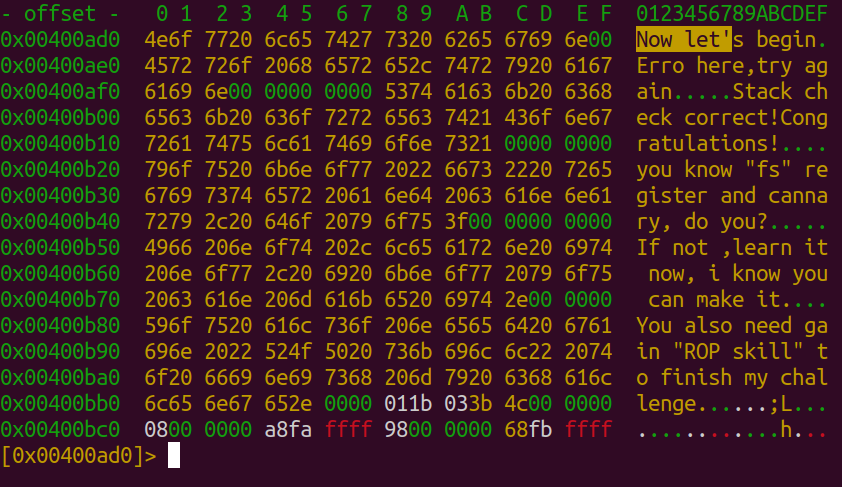 - offset -   0 1  2 3  4 5  6 7  8 9  A B  C D  E F  0123456789ABCDEF
0x00400ad0  4e6f 7720 6c65 7427 7320 6265 6769 6e00  Now let's begin.
0x00400ae0  4572 726f 2068 6572 652c 7472 7920 6167  Erro here,try ag
0x00400af0  6169 6e00 0000 0000 5374 6163 6b20 6368  ain.....Stack ch
0x00400b00  6563 6b20 636f 7272 6563 7421 436f 6e67  eck correct!Cong
0x00400b10  7261 7475 6c61 7469 6f6e 7321 0000 0000  ratulations!....
0x00400b20  796f 7520 6b6e 6f77 2022 6673 2220 7265  you know "fs" re
0x00400b30  6769 7374 6572 2061 6e64 2063 616e 6e61  gister and canna
0x00400b40  7279 2c20 646f 2079 6f75 3f00 0000 0000  ry, do you?.....
0x00400b50  4966 206e 6f74 202c 6c65 6172 6e20 6974  If not ,learn it
0x00400b60  206e 6f77 2c20 6920 6b6e 6f77 2079 6f75   now, i know you
0x00400b70  2063 616e 206d 616b 6520 6974 2e00 0000   can make it....
0x00400b80  596f 7520 616c 736f 206e 6565 6420 6761  You also need ga
0x00400b90  696e 2022 524f 5020 736b 696c 6c22 2074  in "ROP skill" t
0x00400ba0  6f20 6669 6e69 7368 206d 7920 6368 616c  o finish my chal
0x00400bb0  6c65 6e67 652e 0000 011b 033b 4c00 0000  lenge......;L...
0x00400bc0  0800 0000 a8fa ffff 9800 0000 68fb ffff  ............h...
[0x00400ad0]>